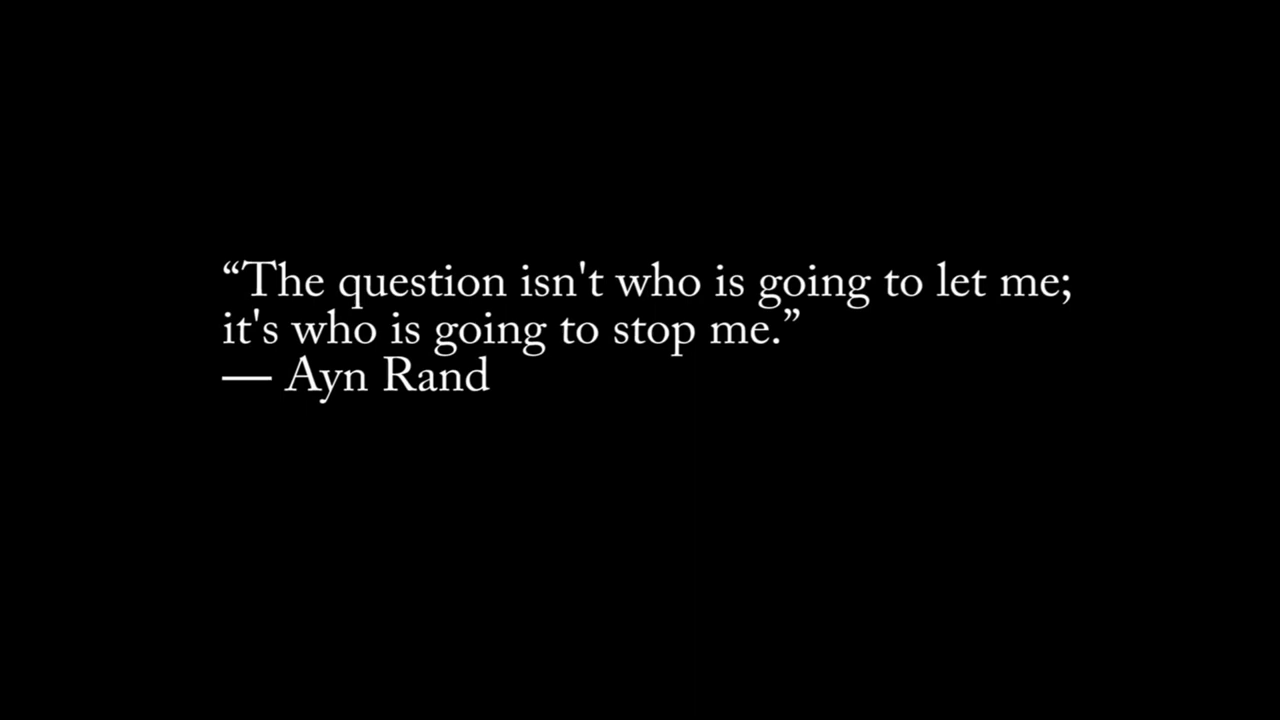 “The question isn't who is going to let me;
it's who is going to stop me.”
— Ayn Rand